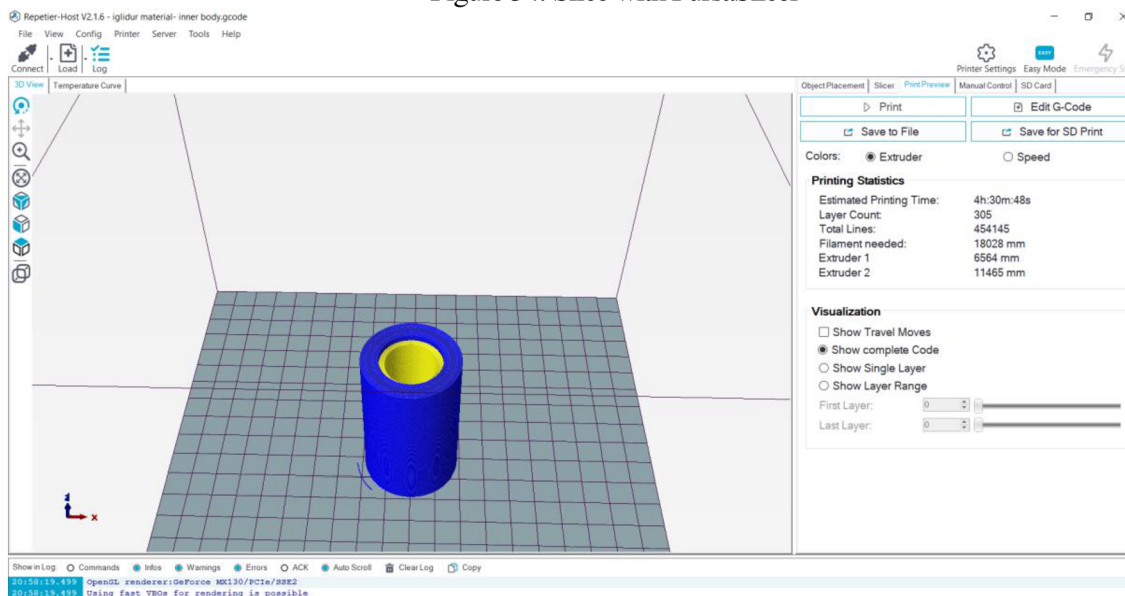 Repetier-Host V2.1.6 - iglidur material- inner body.gcode
File View Config Printer Server Tools Help
Connect Load Log
Printer Settings Easy Mode Emergency
EASY
3D View Temperature Curve
Object Placement Slicer Print Preview Manual Control SD Card
Print Edit G-Code
Save to File Save for SD Print
Colors: Extruder Speed
Printing Statistics
Estimated Printing Time: 4h:30m:48s
Layer Count: 305
Total Lines: 454145
Filament needed: 18028 mm
Extruder 1 6564 mm
Extruder 2 11465 mm
Visualization
Show Travel Moves
Show complete Code
Show Single Layer
Show Layer Range
First Layer: 0
Last Layer: 0
z
x
Show in Log: Commands Infos Warnings Errors ACK Auto Scroll Clear Log Copy
20:58:19.499 OpenGL renderer:GeForce MX130/PCIe/SSE2
20:58:19.499 Using fast VBOs for rendering is possible